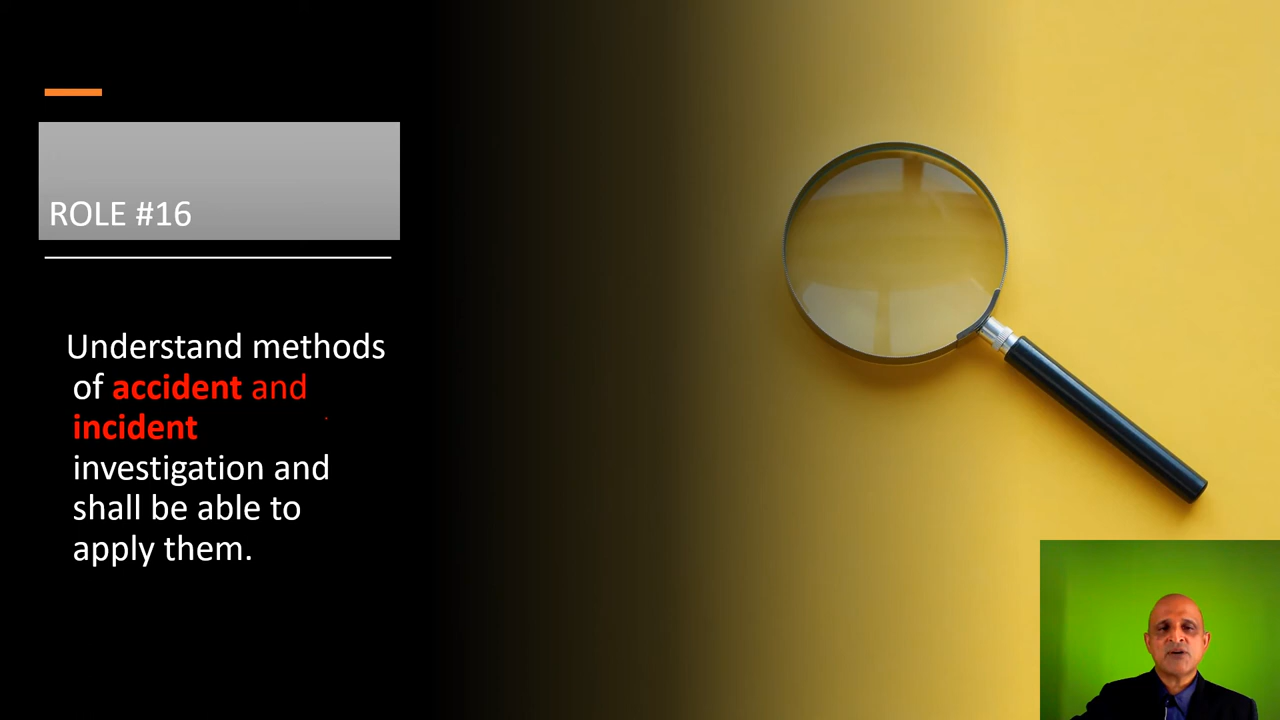 ROLE #16
Understand methods
of accident and
incident
investigation and
shall be able to
apply them.